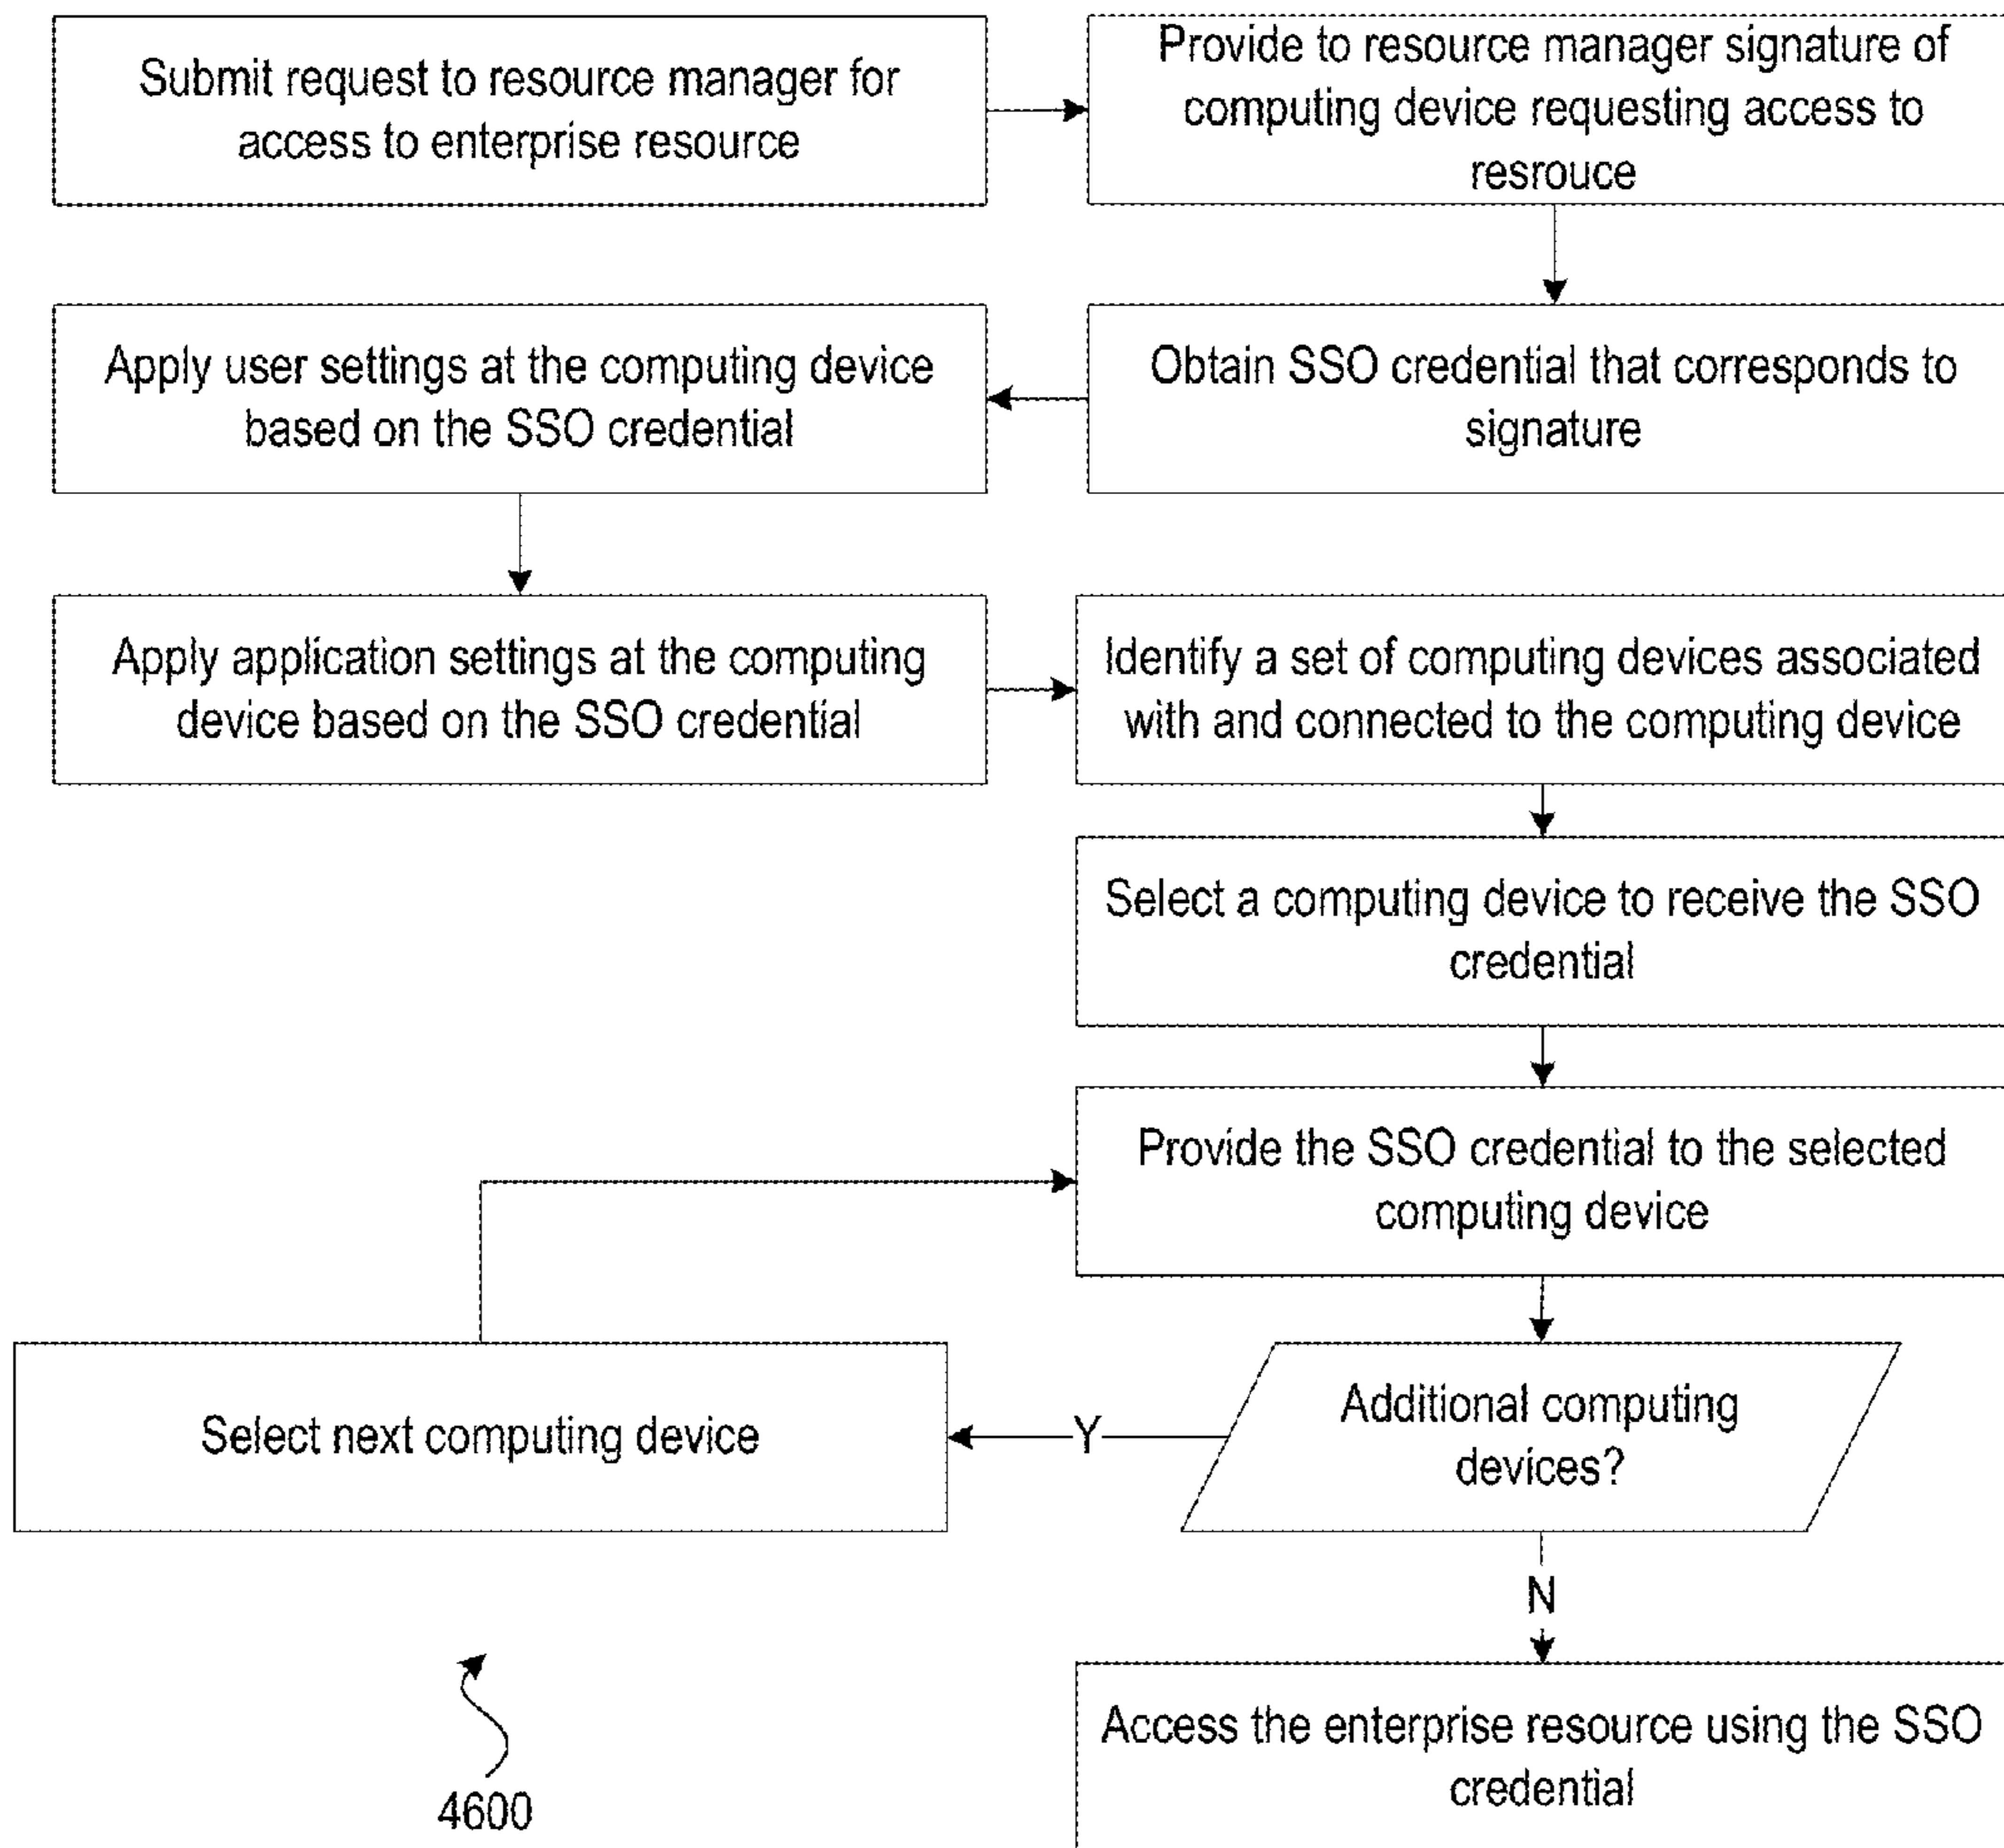 Submit request to resource manager for
access to enterprise resource
Provide to resource manager signature of
computing device requesting access to
resrouce
Obtain SSO credential that corresponds to
signature
Apply user settings at the computing device
based on the SSO credential
Apply application settings at the computing
device based on the SSO credential
Identify a set of computing devices associated
with and connected to the computing device
Select a computing device to receive the SSO
credential
Provide the SSO credential to the selected
computing device
Additional computing
devices?
Y
Select next computing device
N
Access the enterprise resource using the SSO
credential
4600